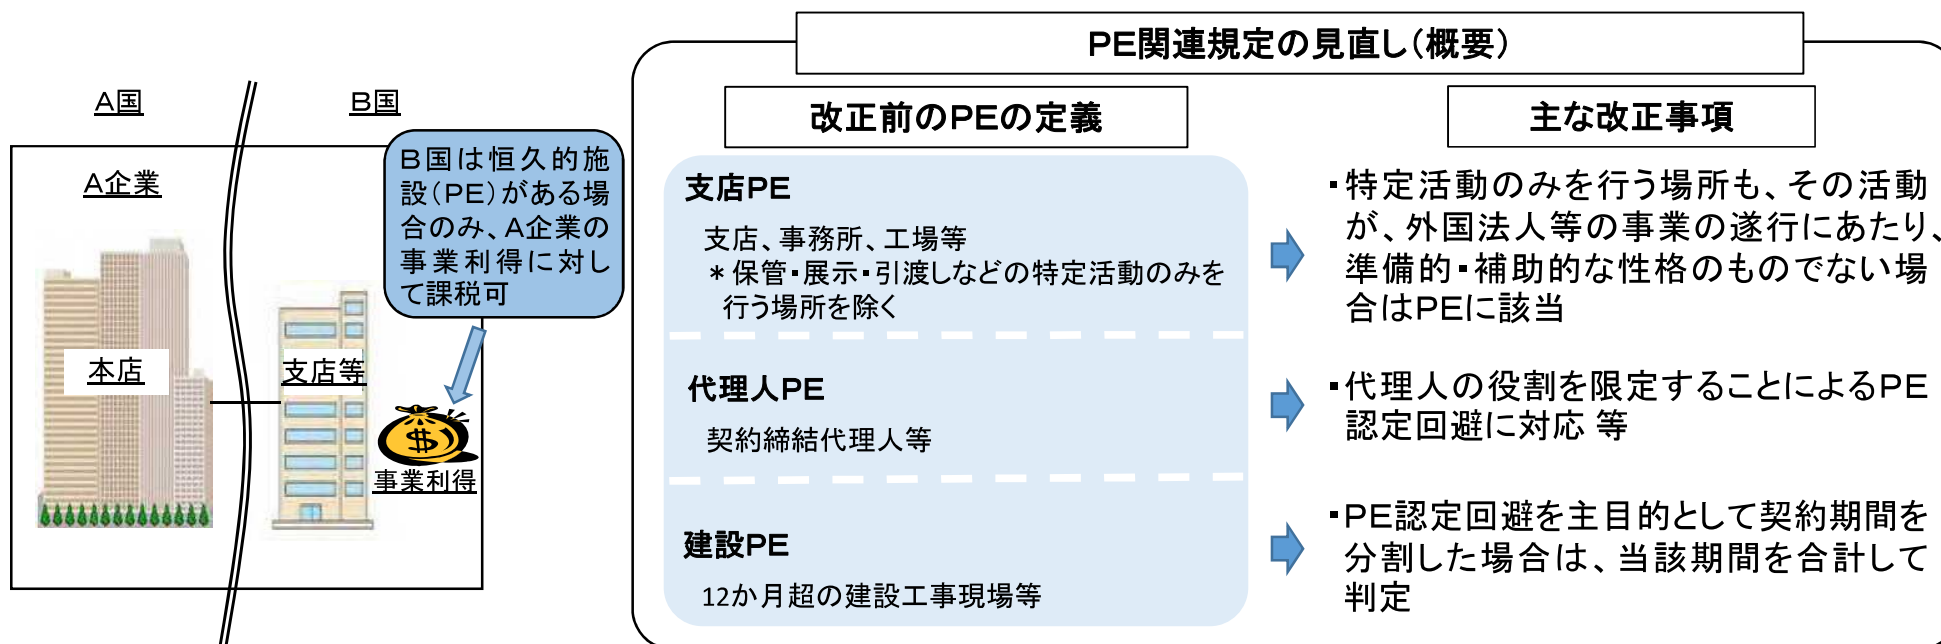 A国
B国
A企業
B国は恒久的施
設(PE)がある場
合のみ、A企業の
事業利得に対し
て課税可
本店
支店等
事業利得
PE関連規定の見直し(概要)
改正前のPEの定義
主な改正事項
支店PE
支店、事務所、工場等
*保管・展示・引渡しなどの特定活動のみを
行う場所を除く
・特定活動のみを行う場所も、その活動
が、外国法人等の事業の遂行にあたり、
準備的・補助的な性格のものでない場
合はPEに該当
代理人PE
契約締結代理人等
・代理人の役割を限定することによるPE
認定回避に対応 等
建設PE
12か月超の建設工事現場等
・PE認定回避を主目的として契約期間を
分割した場合は、当該期間を合計して
判定